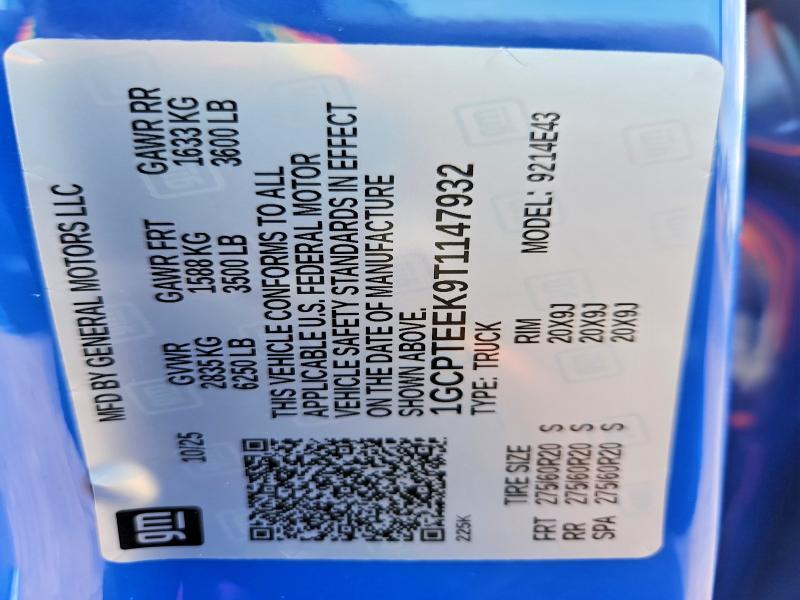 gm
MFD BY GENERAL MOTORS LLC
10/25
GVWR GAWR FRT GAWR RR
2835 KG 1588 KG 1633 KG
6250 LB 3500 LB 3600 LB
THIS VEHICLE CONFORMS TO ALL
APPLICABLE U.S. FEDERAL MOTOR
VEHICLE SAFETY STANDARDS IN EFFECT
ON THE DATE OF MANUFACTURE
SHOWN ABOVE.
1GCPTEEK9T1147932
TYPE: TRUCK
225K
MODEL: 9214E43
TIRE SIZE RIM
FRT 275/60R20 S 20X9J
RR 275/60R20 S 20X9J
SPA 275/60R20 S 20X9J